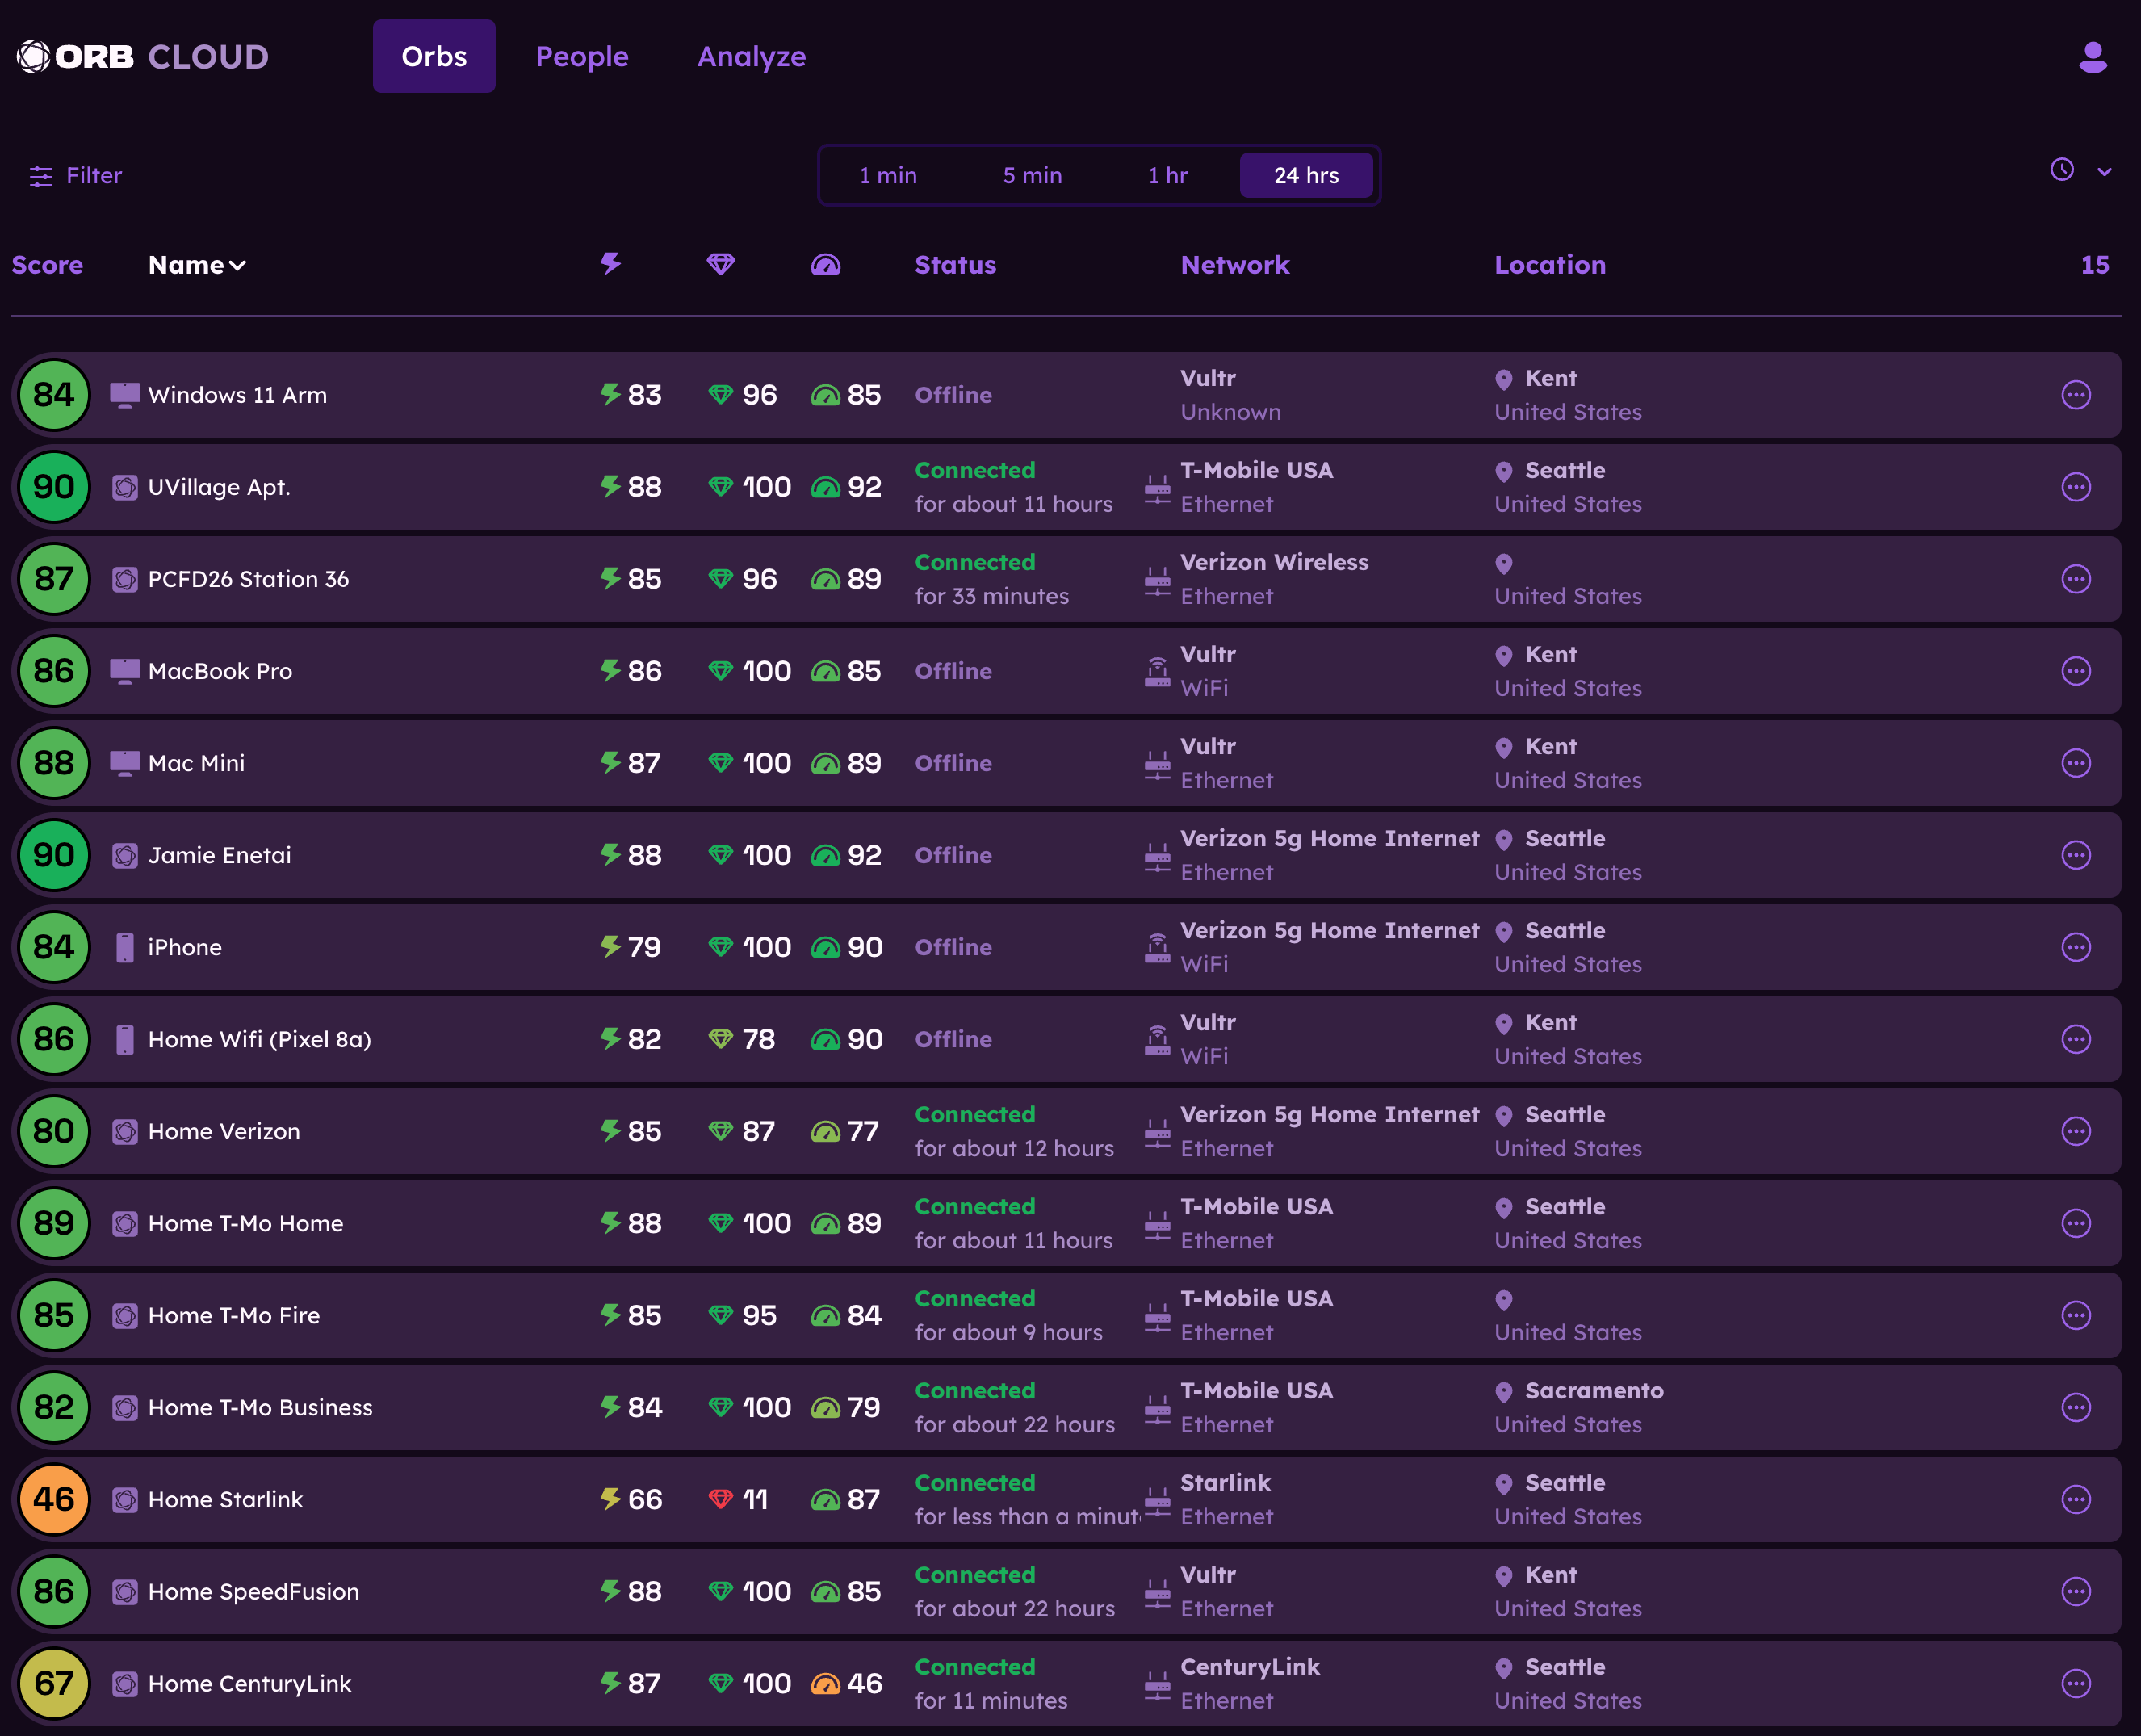 ORB CLOUD Orbs People Analyze
Filter 1 min 5 min 1 hr 24 hrs
Score Name Status Network Location 15
84 Windows 11 Arm 83 96 85 Offline Vultr Kent
Unknown United States
90 UVillage Apt. 88 100 92 Connected T-Mobile USA Seattle
for about 11 hours Ethernet United States
87 PCFD26 Station 36 85 96 89 Connected Verizon Wireless
for 33 minutes Ethernet United States
86 MacBook Pro 86 100 85 Offline Vultr Kent
WiFi United States
88 Mac Mini 87 100 89 Offline Vultr Kent
Ethernet United States
90 Jamie Enetai 88 100 92 Offline Verizon 5g Home Internet Seattle
Ethernet United States
84 iPhone 79 100 90 Offline Verizon 5g Home Internet Seattle
WiFi United States
86 Home Wifi (Pixel 8a) 82 78 90 Offline Vultr Kent
WiFi United States
80 Home Verizon 85 87 77 Connected Verizon 5g Home Internet Seattle
for about 12 hours Ethernet United States
89 Home T-Mo Home 88 100 89 Connected T-Mobile USA Seattle
for about 11 hours Ethernet United States
85 Home T-Mo Fire 85 95 84 Connected T-Mobile USA
for about 9 hours Ethernet United States
82 Home T-Mo Business 84 100 79 Connected T-Mobile USA Sacramento
for about 22 hours Ethernet United States
46 Home Starlink 66 11 87 Connected Starlink Seattle
for less than a minut Ethernet United States
86 Home SpeedFusion 88 100 85 Connected Vultr Kent
for about 22 hours Ethernet United States
67 Home CenturyLink 87 100 46 Connected CenturyLink Seattle
for 11 minutes Ethernet United States